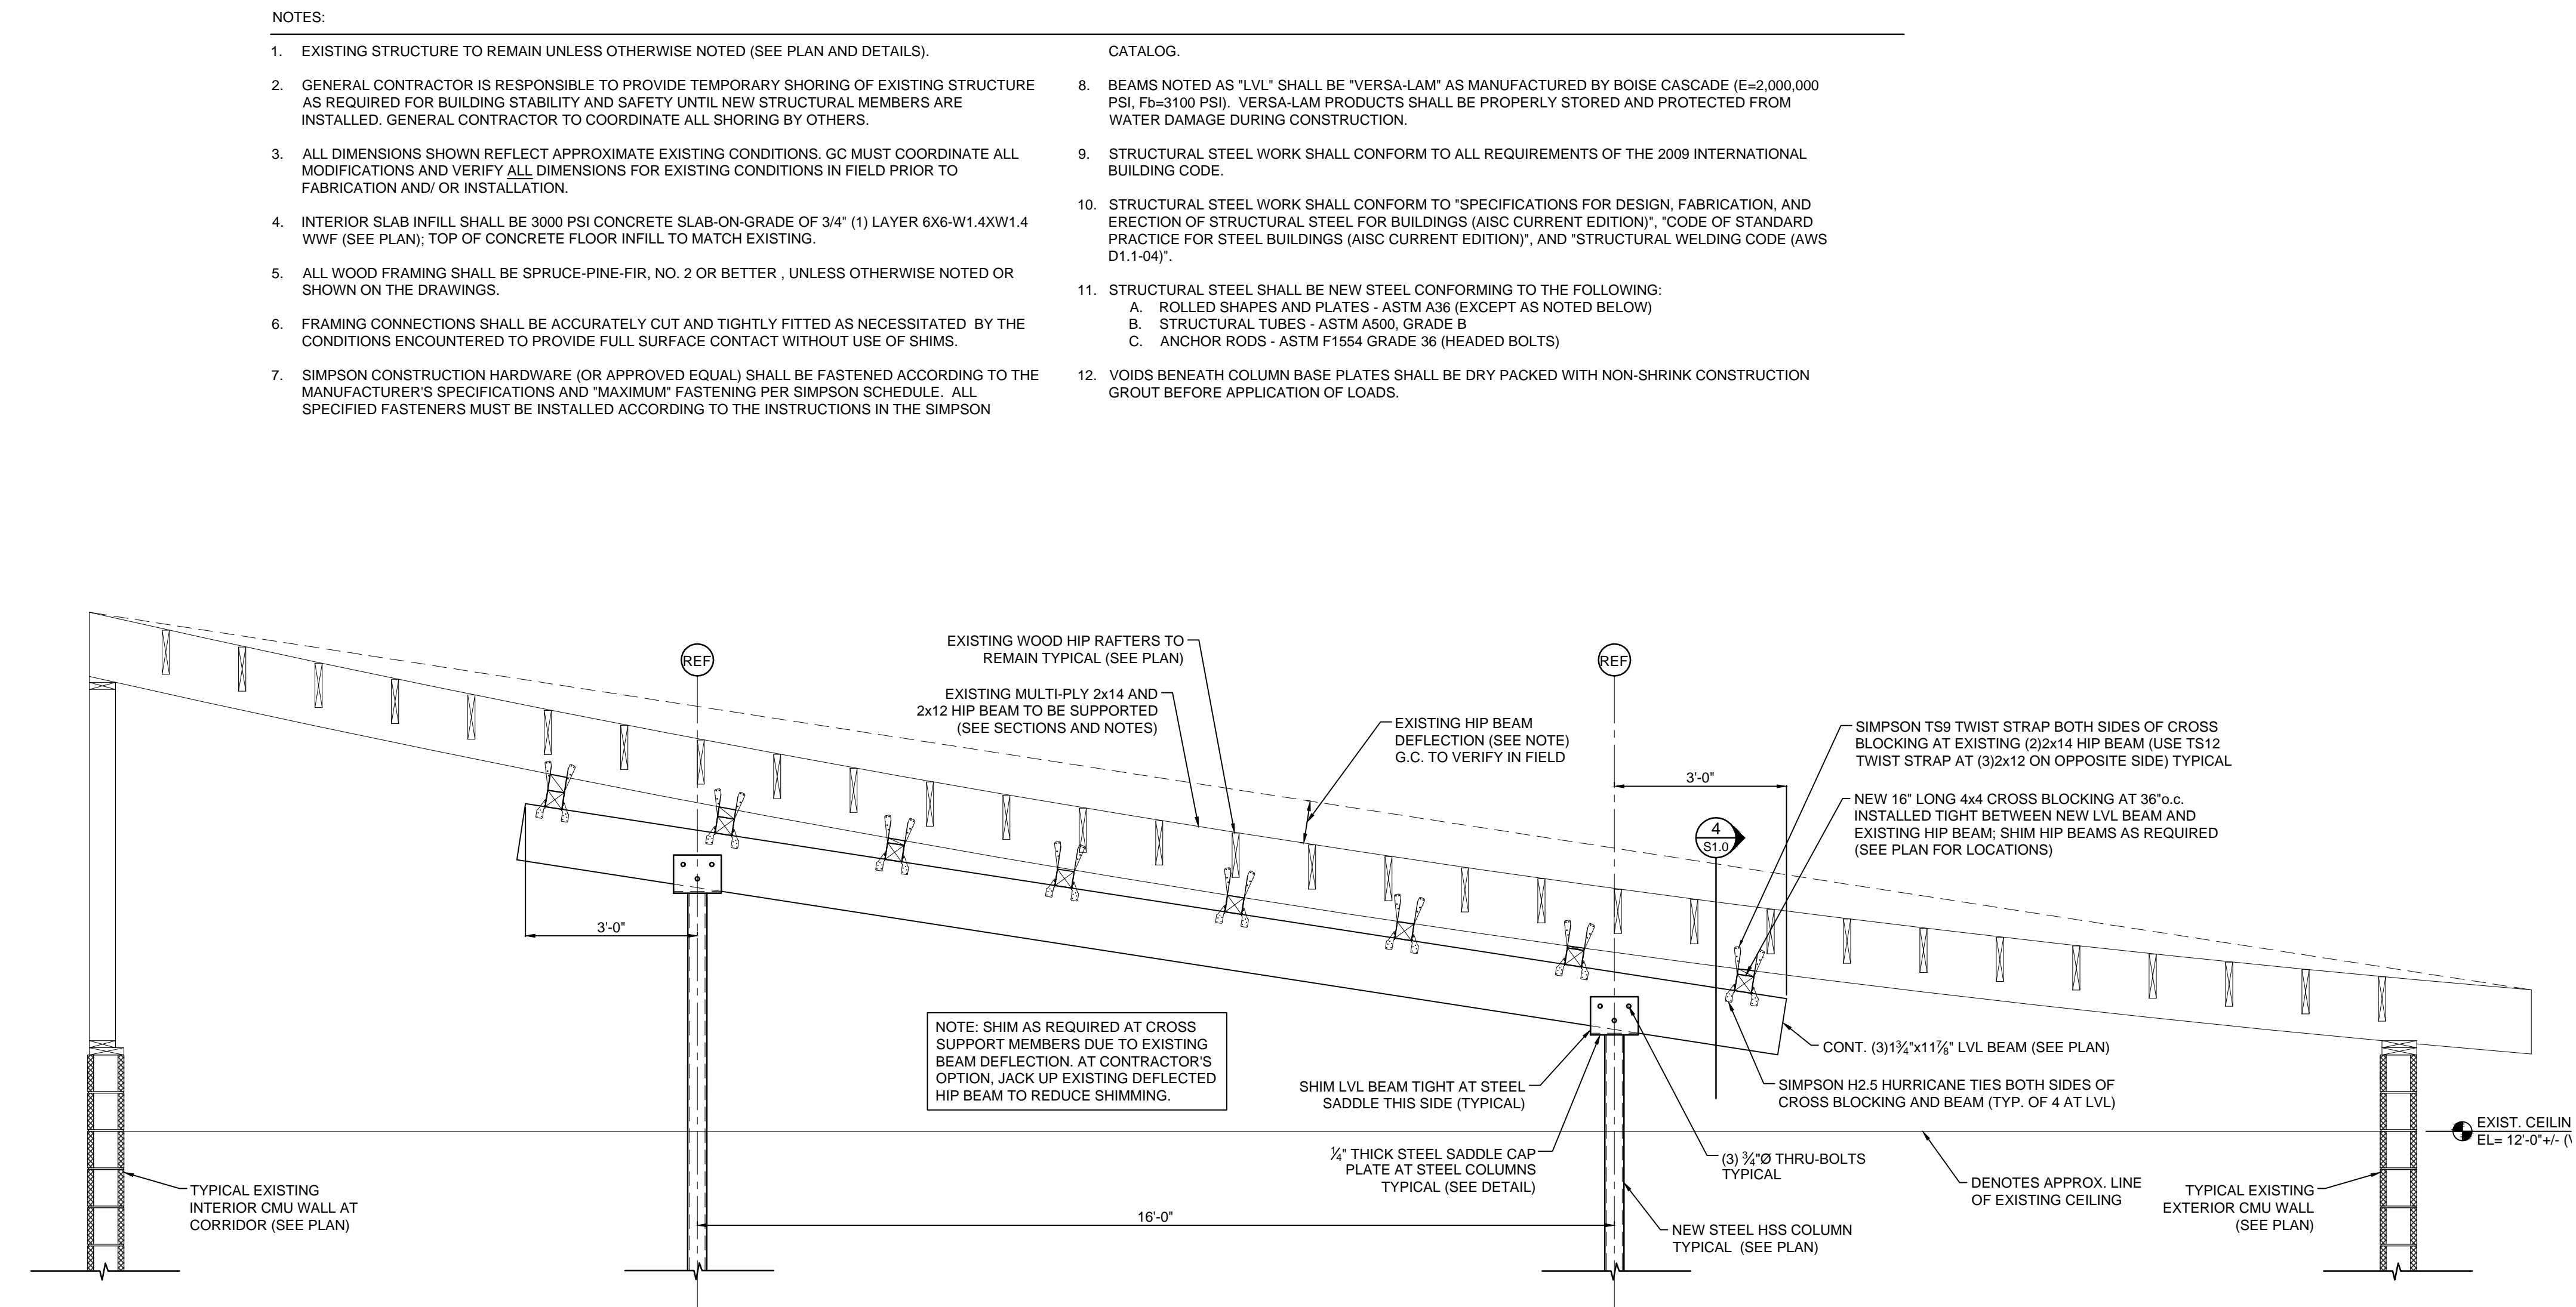 NOTES:
1. EXISTING STRUCTURE TO REMAIN UNLESS OTHERWISE NOTED (SEE PLAN AND DETAILS).
2. GENERAL CONTRACTOR IS RESPONSIBLE TO PROVIDE TEMPORARY SHORING OF EXISTING STRUCTURE
AS REQUIRED FOR BUILDING STABILITY AND SAFETY UNTIL NEW STRUCTURAL MEMBERS ARE
INSTALLED. GENERAL CONTRACTOR TO COORDINATE ALL SHORING BY OTHERS.
3. ALL DIMENSIONS SHOWN REFLECT APPROXIMATE EXISTING CONDITIONS. GC MUST COORDINATE ALL
MODIFICATIONS AND VERIFY ALL DIMENSIONS FOR EXISTING CONDITIONS IN FIELD PRIOR TO
FABRICATION AND/ OR INSTALLATION.
4. INTERIOR SLAB INFILL SHALL BE 3000 PSI CONCRETE SLAB-ON-GRADE OF 3/4" (1) LAYER 6X6-W1.4XW1.4
WWF (SEE PLAN); TOP OF CONCRETE FLOOR INFILL TO MATCH EXISTING.
5. ALL WOOD FRAMING SHALL BE SPRUCE-PINE-FIR, NO. 2 OR BETTER , UNLESS OTHERWISE NOTED OR
SHOWN ON THE DRAWINGS.
6. FRAMING CONNECTIONS SHALL BE ACCURATELY CUT AND TIGHTLY FITTED AS NECESSITATED BY THE
CONDITIONS ENCOUNTERED TO PROVIDE FULL SURFACE CONTACT WITHOUT USE OF SHIMS.
7. SIMPSON CONSTRUCTION HARDWARE (OR APPROVED EQUAL) SHALL BE FASTENED ACCORDING TO THE
MANUFACTURER'S SPECIFICATIONS AND "MAXIMUM" FASTENING PER SIMPSON SCHEDULE. ALL
SPECIFIED FASTENERS MUST BE INSTALLED ACCORDING TO THE INSTRUCTIONS IN THE SIMPSON
CATALOG.
8. BEAMS NOTED AS "LVL" SHALL BE "VERSA-LAM" AS MANUFACTURED BY BOISE CASCADE (E=2,000,000
PSI, Fb=3100 PSI). VERSA-LAM PRODUCTS SHALL BE PROPERLY STORED AND PROTECTED FROM
WATER DAMAGE DURING CONSTRUCTION.
9. STRUCTURAL STEEL WORK SHALL CONFORM TO ALL REQUIREMENTS OF THE 2009 INTERNATIONAL
BUILDING CODE.
10. STRUCTURAL STEEL WORK SHALL CONFORM TO "SPECIFICATIONS FOR DESIGN, FABRICATION, AND
ERECTION OF STRUCTURAL STEEL FOR BUILDINGS (AISC CURRENT EDITION)", "CODE OF STANDARD
PRACTICE FOR STEEL BUILDINGS (AISC CURRENT EDITION)", AND "STRUCTURAL WELDING CODE (AWS
D1.1-04)".
11. STRUCTURAL STEEL SHALL BE NEW STEEL CONFORMING TO THE FOLLOWING:
A. ROLLED SHAPES AND PLATES - ASTM A36 (EXCEPT AS NOTED BELOW)
B. STRUCTURAL TUBES - ASTM A500, GRADE B
C. ANCHOR RODS - ASTM F1554 GRADE 36 (HEADED BOLTS)
12. VOIDS BENEATH COLUMN BASE PLATES SHALL BE DRY PACKED WITH NON-SHRINK CONSTRUCTION
GROUT BEFORE APPLICATION OF LOADS.
REF
EXISTING WOOD HIP RAFTERS TO
REMAIN TYPICAL (SEE PLAN)
EXISTING MULTI-PLY 2x14 AND
2x12 HIP BEAM TO BE SUPPORTED
(SEE SECTIONS AND NOTES)
EXISTING HIP BEAM
DEFLECTION (SEE NOTE)
G.C. TO VERIFY IN FIELD
REF
3'-0"
SIMPSON TS9 TWIST STRAP BOTH SIDES OF CROSS
BLOCKING AT EXISTING (2)2x14 HIP BEAM (USE TS12
TWIST STRAP AT (3)2x12 ON OPPOSITE SIDE) TYPICAL
NEW 16" LONG 4x4 CROSS BLOCKING AT 36"o.c.
INSTALLED TIGHT BETWEEN NEW LVL BEAM AND
EXISTING HIP BEAM; SHIM HIP BEAMS AS REQUIRED
(SEE PLAN FOR LOCATIONS)
4
S1.0
3'-0"
NOTE: SHIM AS REQUIRED AT CROSS
SUPPORT MEMBERS DUE TO EXISTING
BEAM DEFLECTION. AT CONTRACTOR'S
OPTION, JACK UP EXISTING DEFLECTED
HIP BEAM TO REDUCE SHIMMING.
CONT. (3)1¾"x11⅞" LVL BEAM (SEE PLAN)
SHIM LVL BEAM TIGHT AT STEEL
SADDLE THIS SIDE (TYPICAL)
SIMPSON H2.5 HURRICANE TIES BOTH SIDES OF
CROSS BLOCKING AND BEAM (TYP. OF 4 AT LVL)
EXIST. CEILIN
EL= 12'-0"+/- (
¼" THICK STEEL SADDLE CAP
PLATE AT STEEL COLUMNS
TYPICAL (SEE DETAIL)
(3) ¾"Ø THRU-BOLTS
TYPICAL
DENOTES APPROX. LINE
OF EXISTING CEILING
TYPICAL EXISTING
INTERIOR CMU WALL AT
CORRIDOR (SEE PLAN)
TYPICAL EXISTING
EXTERIOR CMU WALL
(SEE PLAN)
16'-0"
NEW STEEL HSS COLUMN
TYPICAL (SEE PLAN)